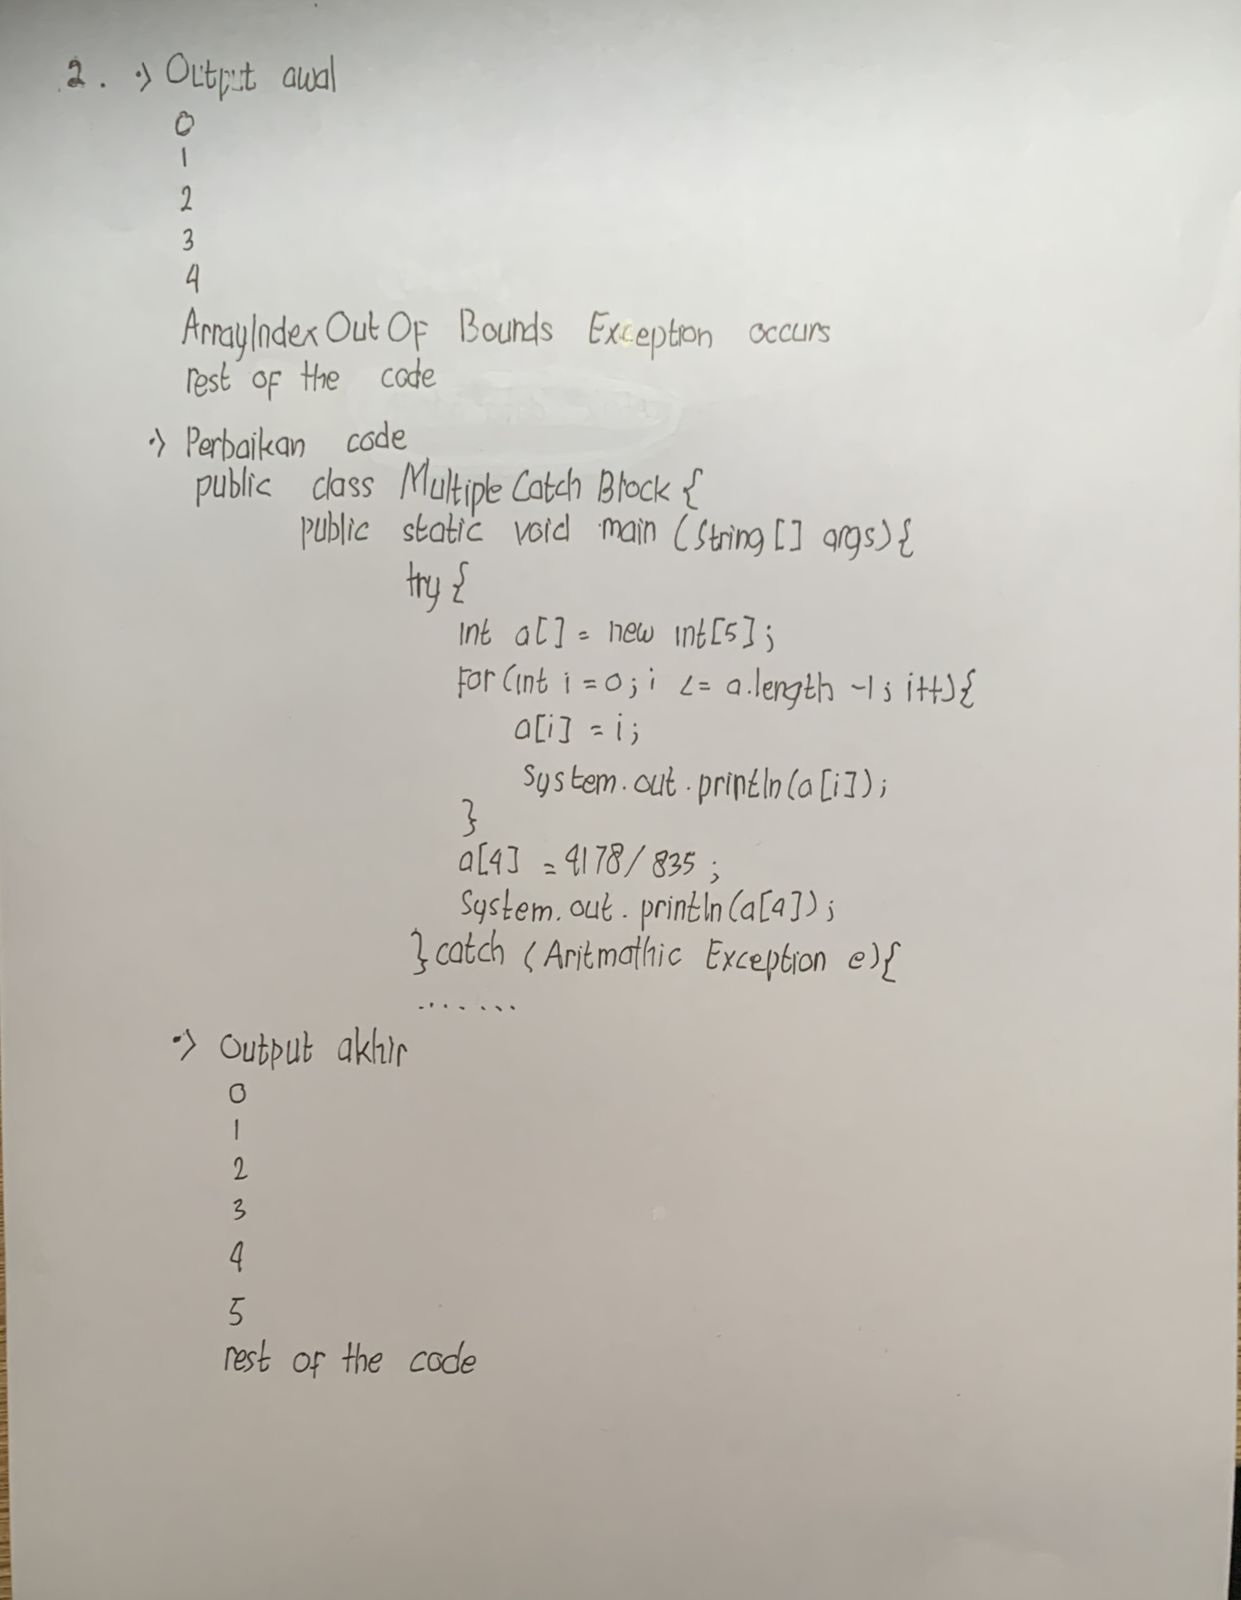 2. Output awal
0
1
2
3
4
ArrayIndex Out OF Bounds Exception occurs
rest of the code
Perbaikan code
public class Multiple Catch Block {
public static void main (String [] args) {
try {
int a[] = new int[5];
for (int i = 0; i <= a.length -1; i++) {
a[i] = i;
System.out.println(a[i]);
}
a[4] = 4178/835;
System.out.println(a[4]);
} catch (Aritmathic Exception e) {
.......
Output akhir
0
1
2
3
4
5
rest of the code